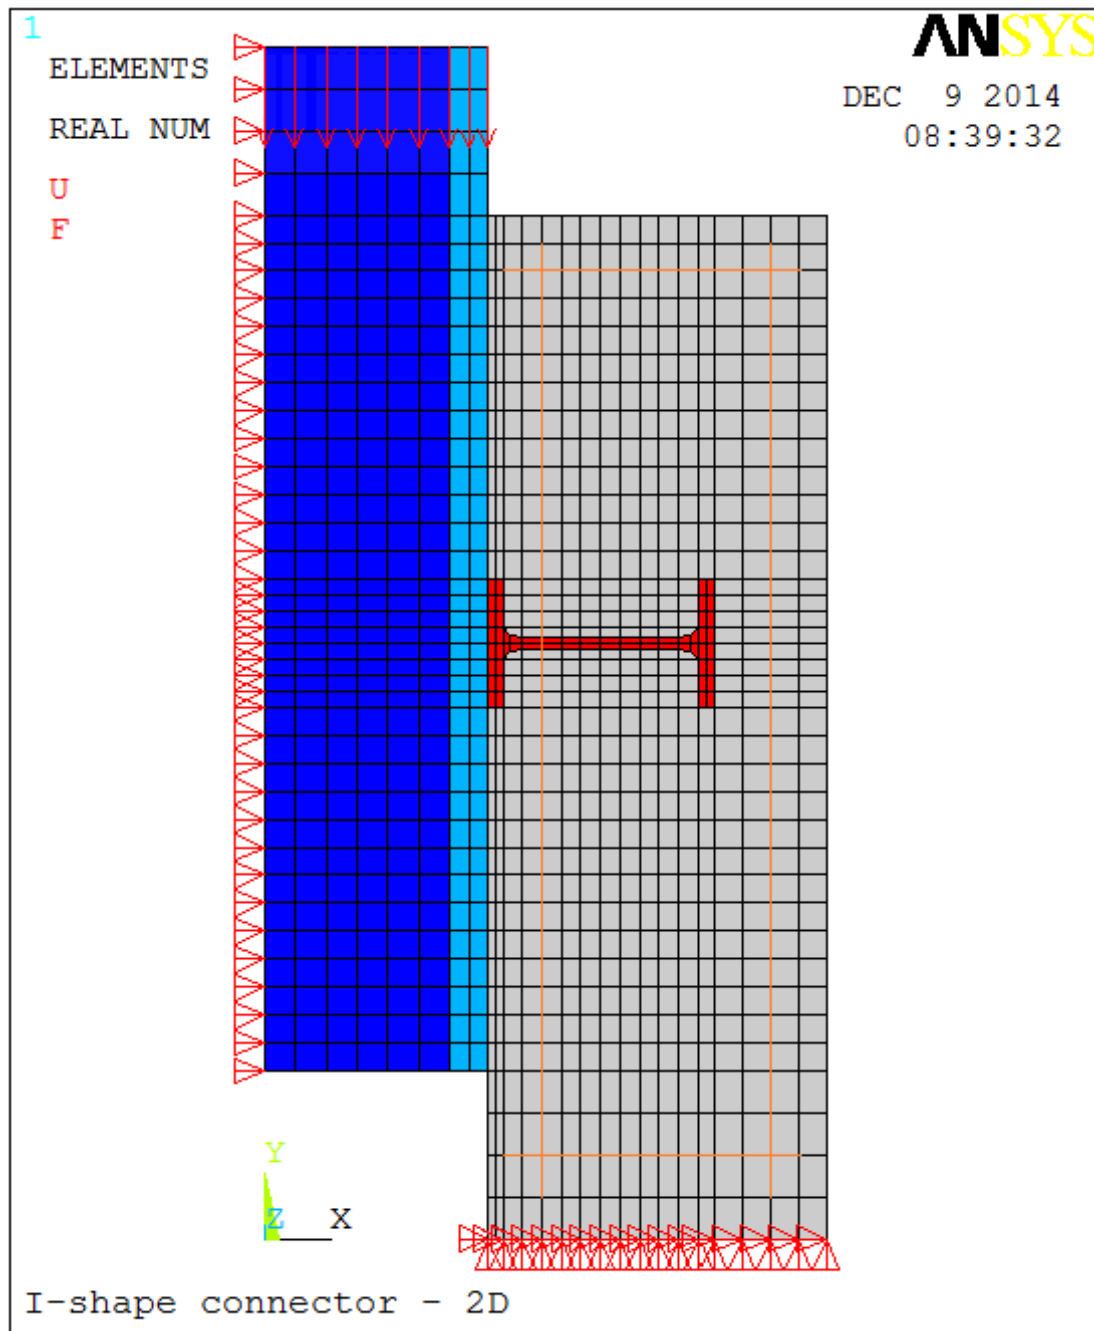 1
ELEMENTS
REAL NUM
U
F
ANSYS
DEC 9 2014
08:39:32
Y
Z X
I-shape connector - 2D